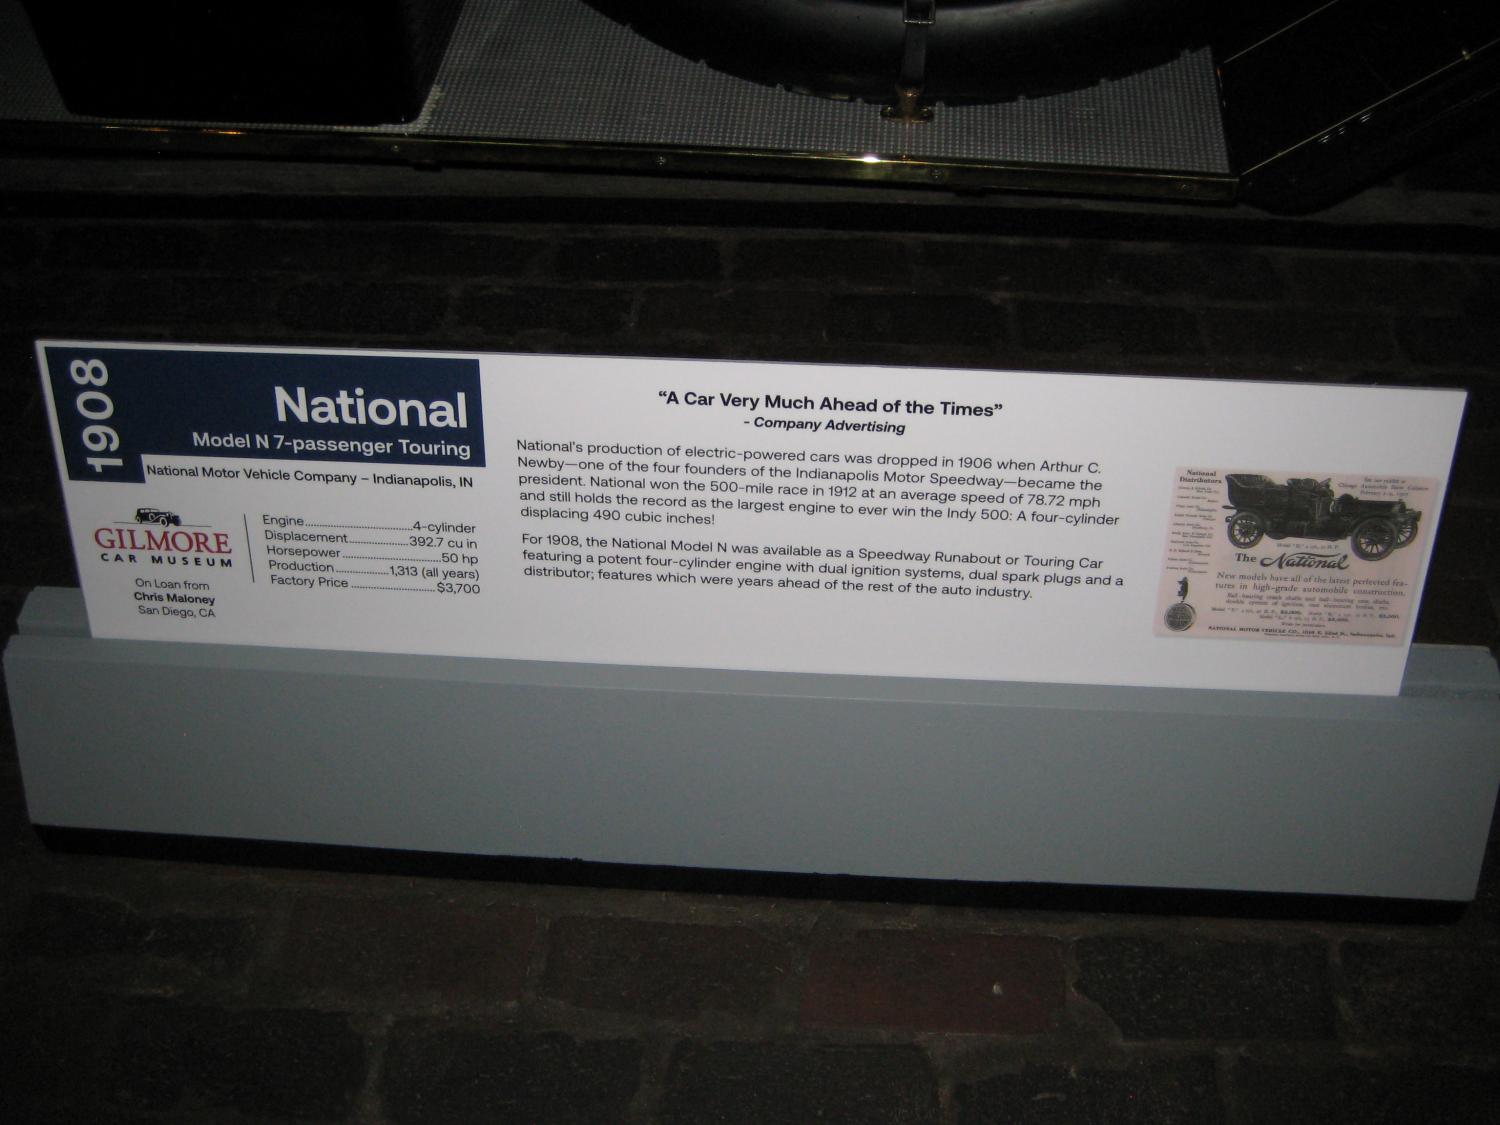 1908
National
Model N 7-passenger Touring
National Motor Vehicle Company – Indianapolis, IN
GILMORE
CAR MUSEUM
On Loan from
Chris Maloney
San Diego, CA
Engine........................4-cylinder
Displacement...............392.7 cu in
Horsepower.........................50 hp
Production...........1,313 (all years)
Factory Price......................$3,700
“A Car Very Much Ahead of the Times”
- Company Advertising
National's production of electric-powered cars was dropped in 1906 when Arthur C.
Newby—one of the four founders of the Indianapolis Motor Speedway—became the
president. National won the 500-mile race in 1912 at an average speed of 78.72 mph
and still holds the record as the largest engine to ever win the Indy 500: A four-cylinder
displacing 490 cubic inches!
For 1908, the National Model N was available as a Speedway Runabout or Touring Car
featuring a potent four-cylinder engine with dual ignition systems, dual spark plugs and a
distributor; features which were years ahead of the rest of the auto industry.
National
Distributors
The National
New models have all of the latest perfected fea-
tures in high-grade automobile construction.
NATIONAL MOTOR VEHICLE CO., Indianapolis, Ind.